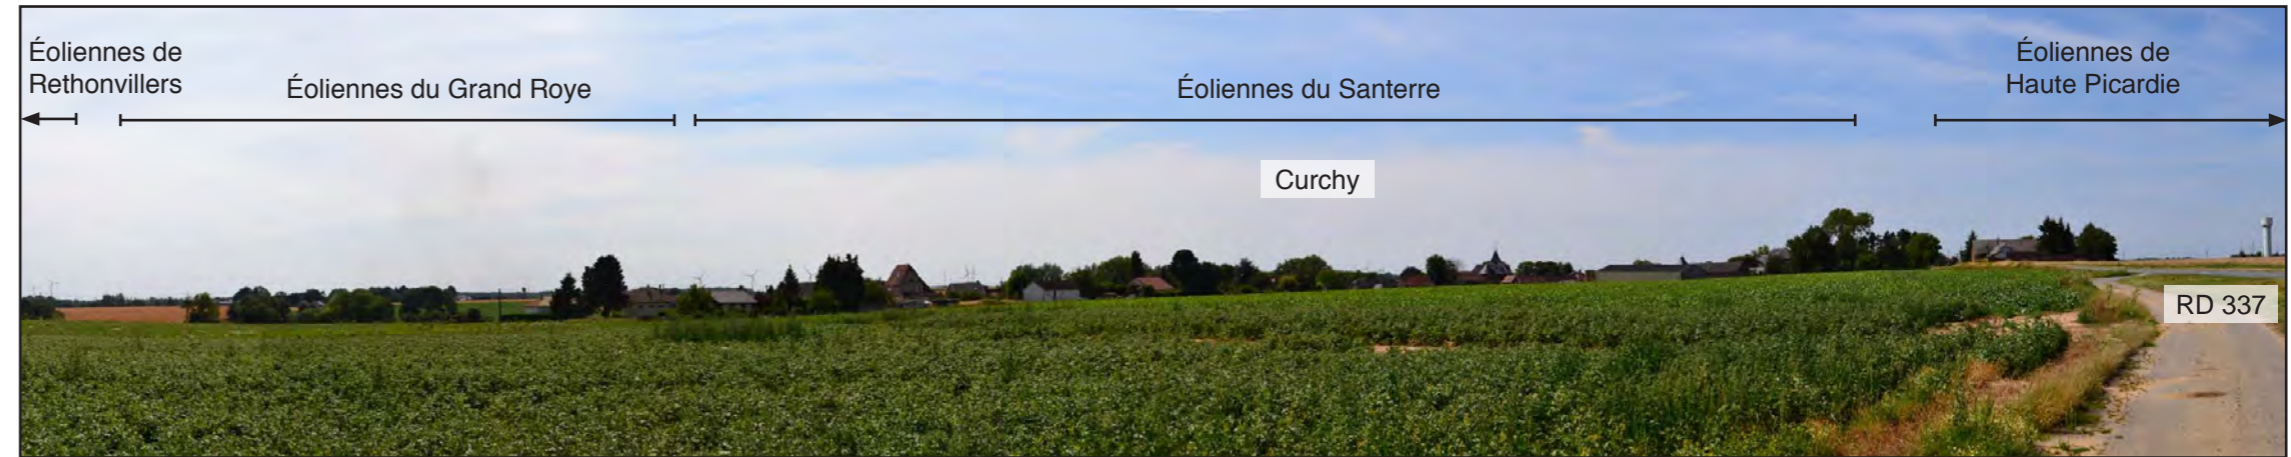 Éoliennes de
Rethonvillers
Éoliennes du Grand Roye
Éoliennes du Santerre
Éoliennes de
Haute Picardie
Curchy
RD 337